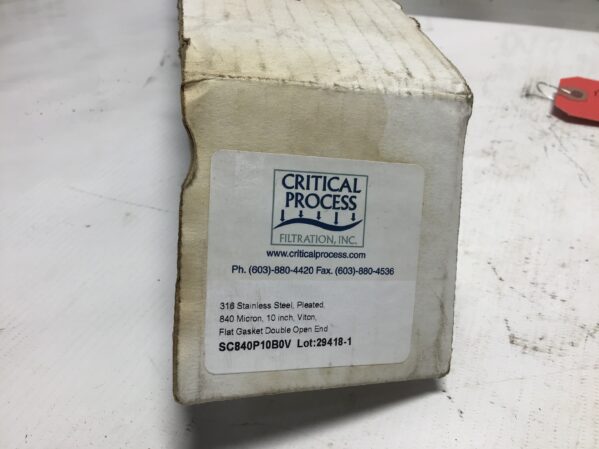 CRITICAL
PROCESS
FILTRATION, INC.
www.criticalprocess.com
Ph. (603)-880-4420 Fax. (603)-880-4536
316 Stainless Steel, Pleated,
840 Micron, 10 inch, Viton,
Flat Gasket Double Open End
SC840P10B0V Lot:29418-1